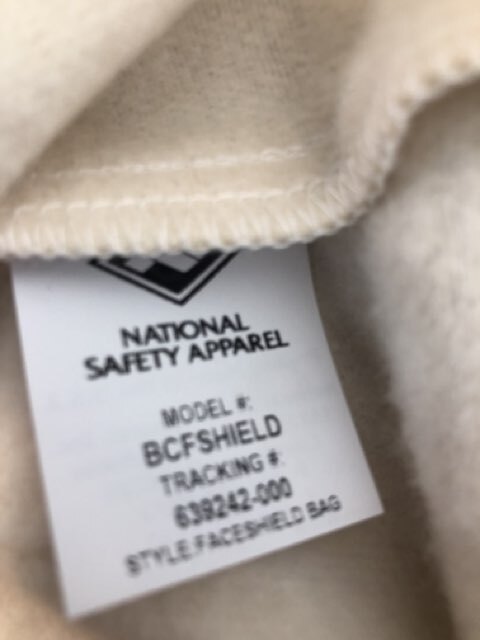 NATIONAL
SAFETY APPAREL
MODEL #:
BCFSHIELD
TRACKING #:
639242-000
STYLE:FACESHIELD BAG